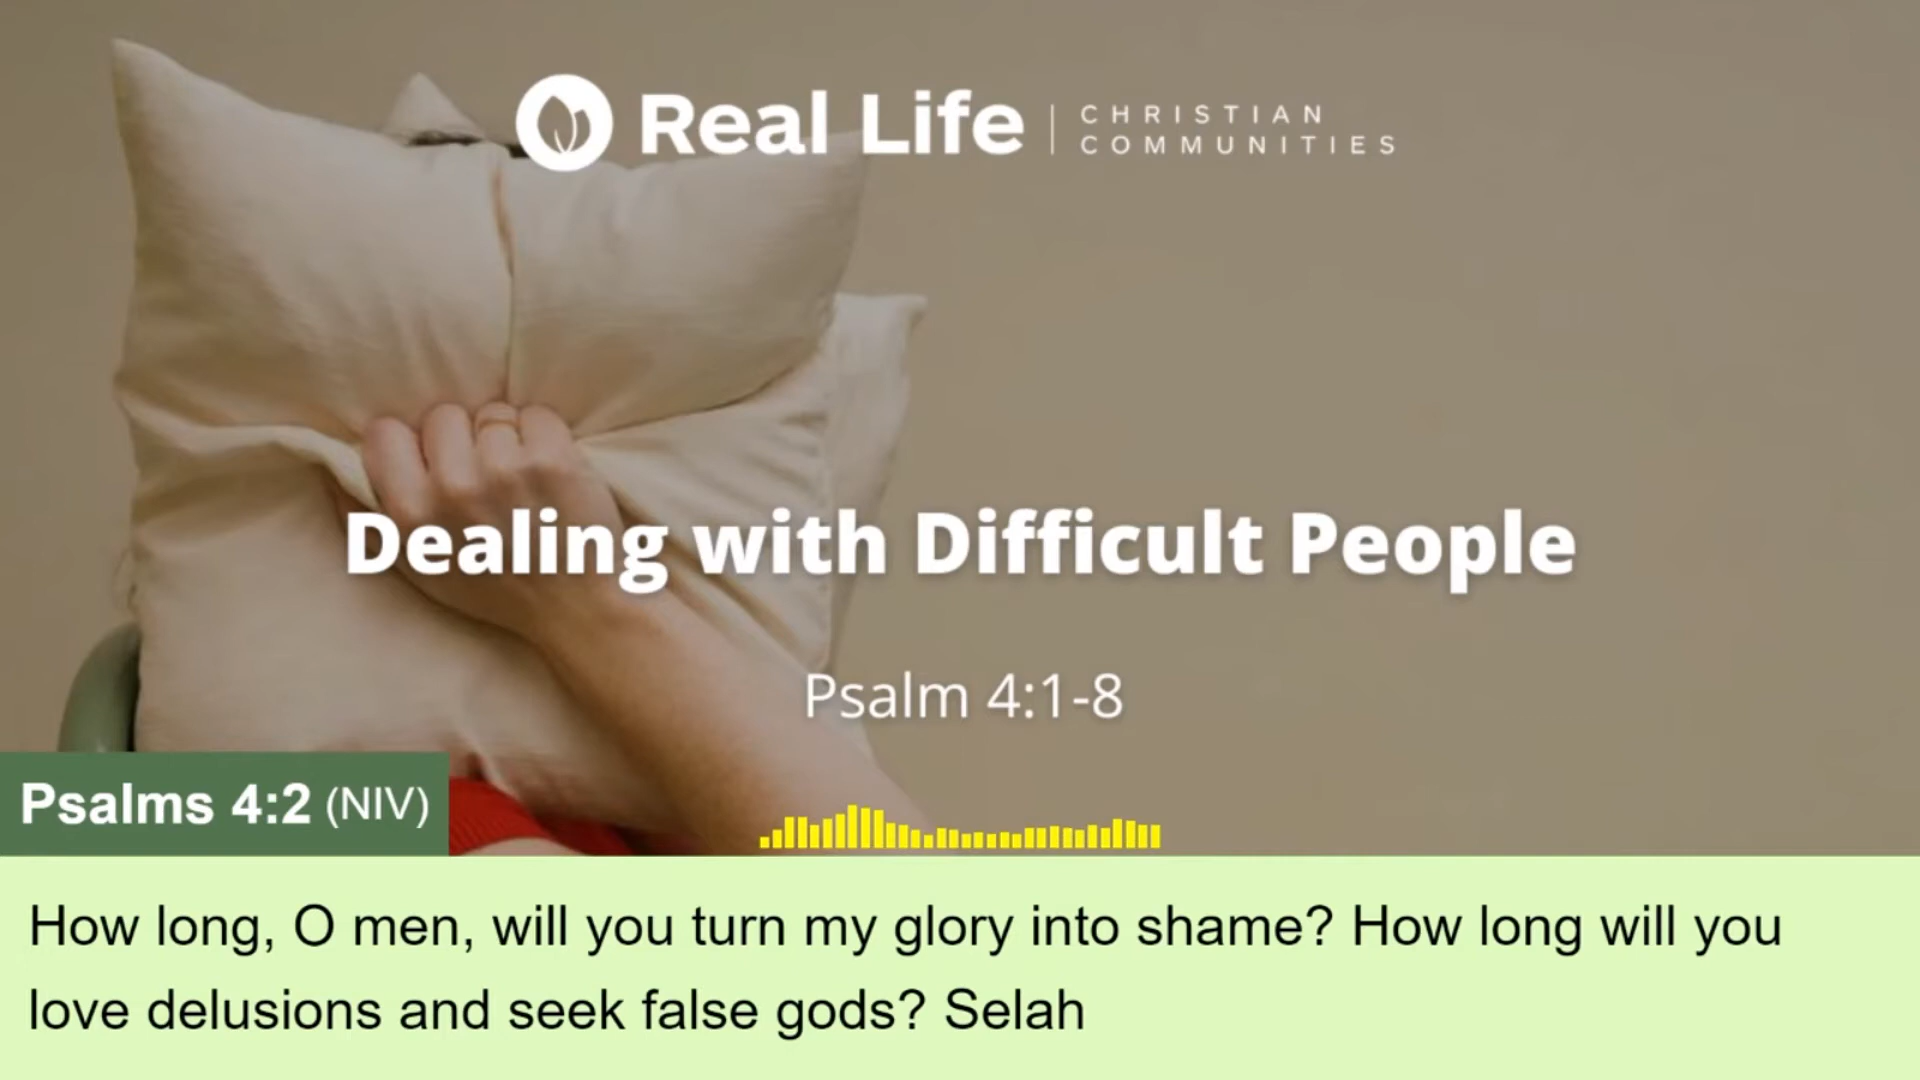 Real Life
CHRISTIAN
COMMUNITIES
Dealing with Difficult People
Psalm 4:1-8
Psalms 4:2 (NIV)
How long, O men, will you turn my glory into shame? How long will you
love delusions and seek false gods? Selah